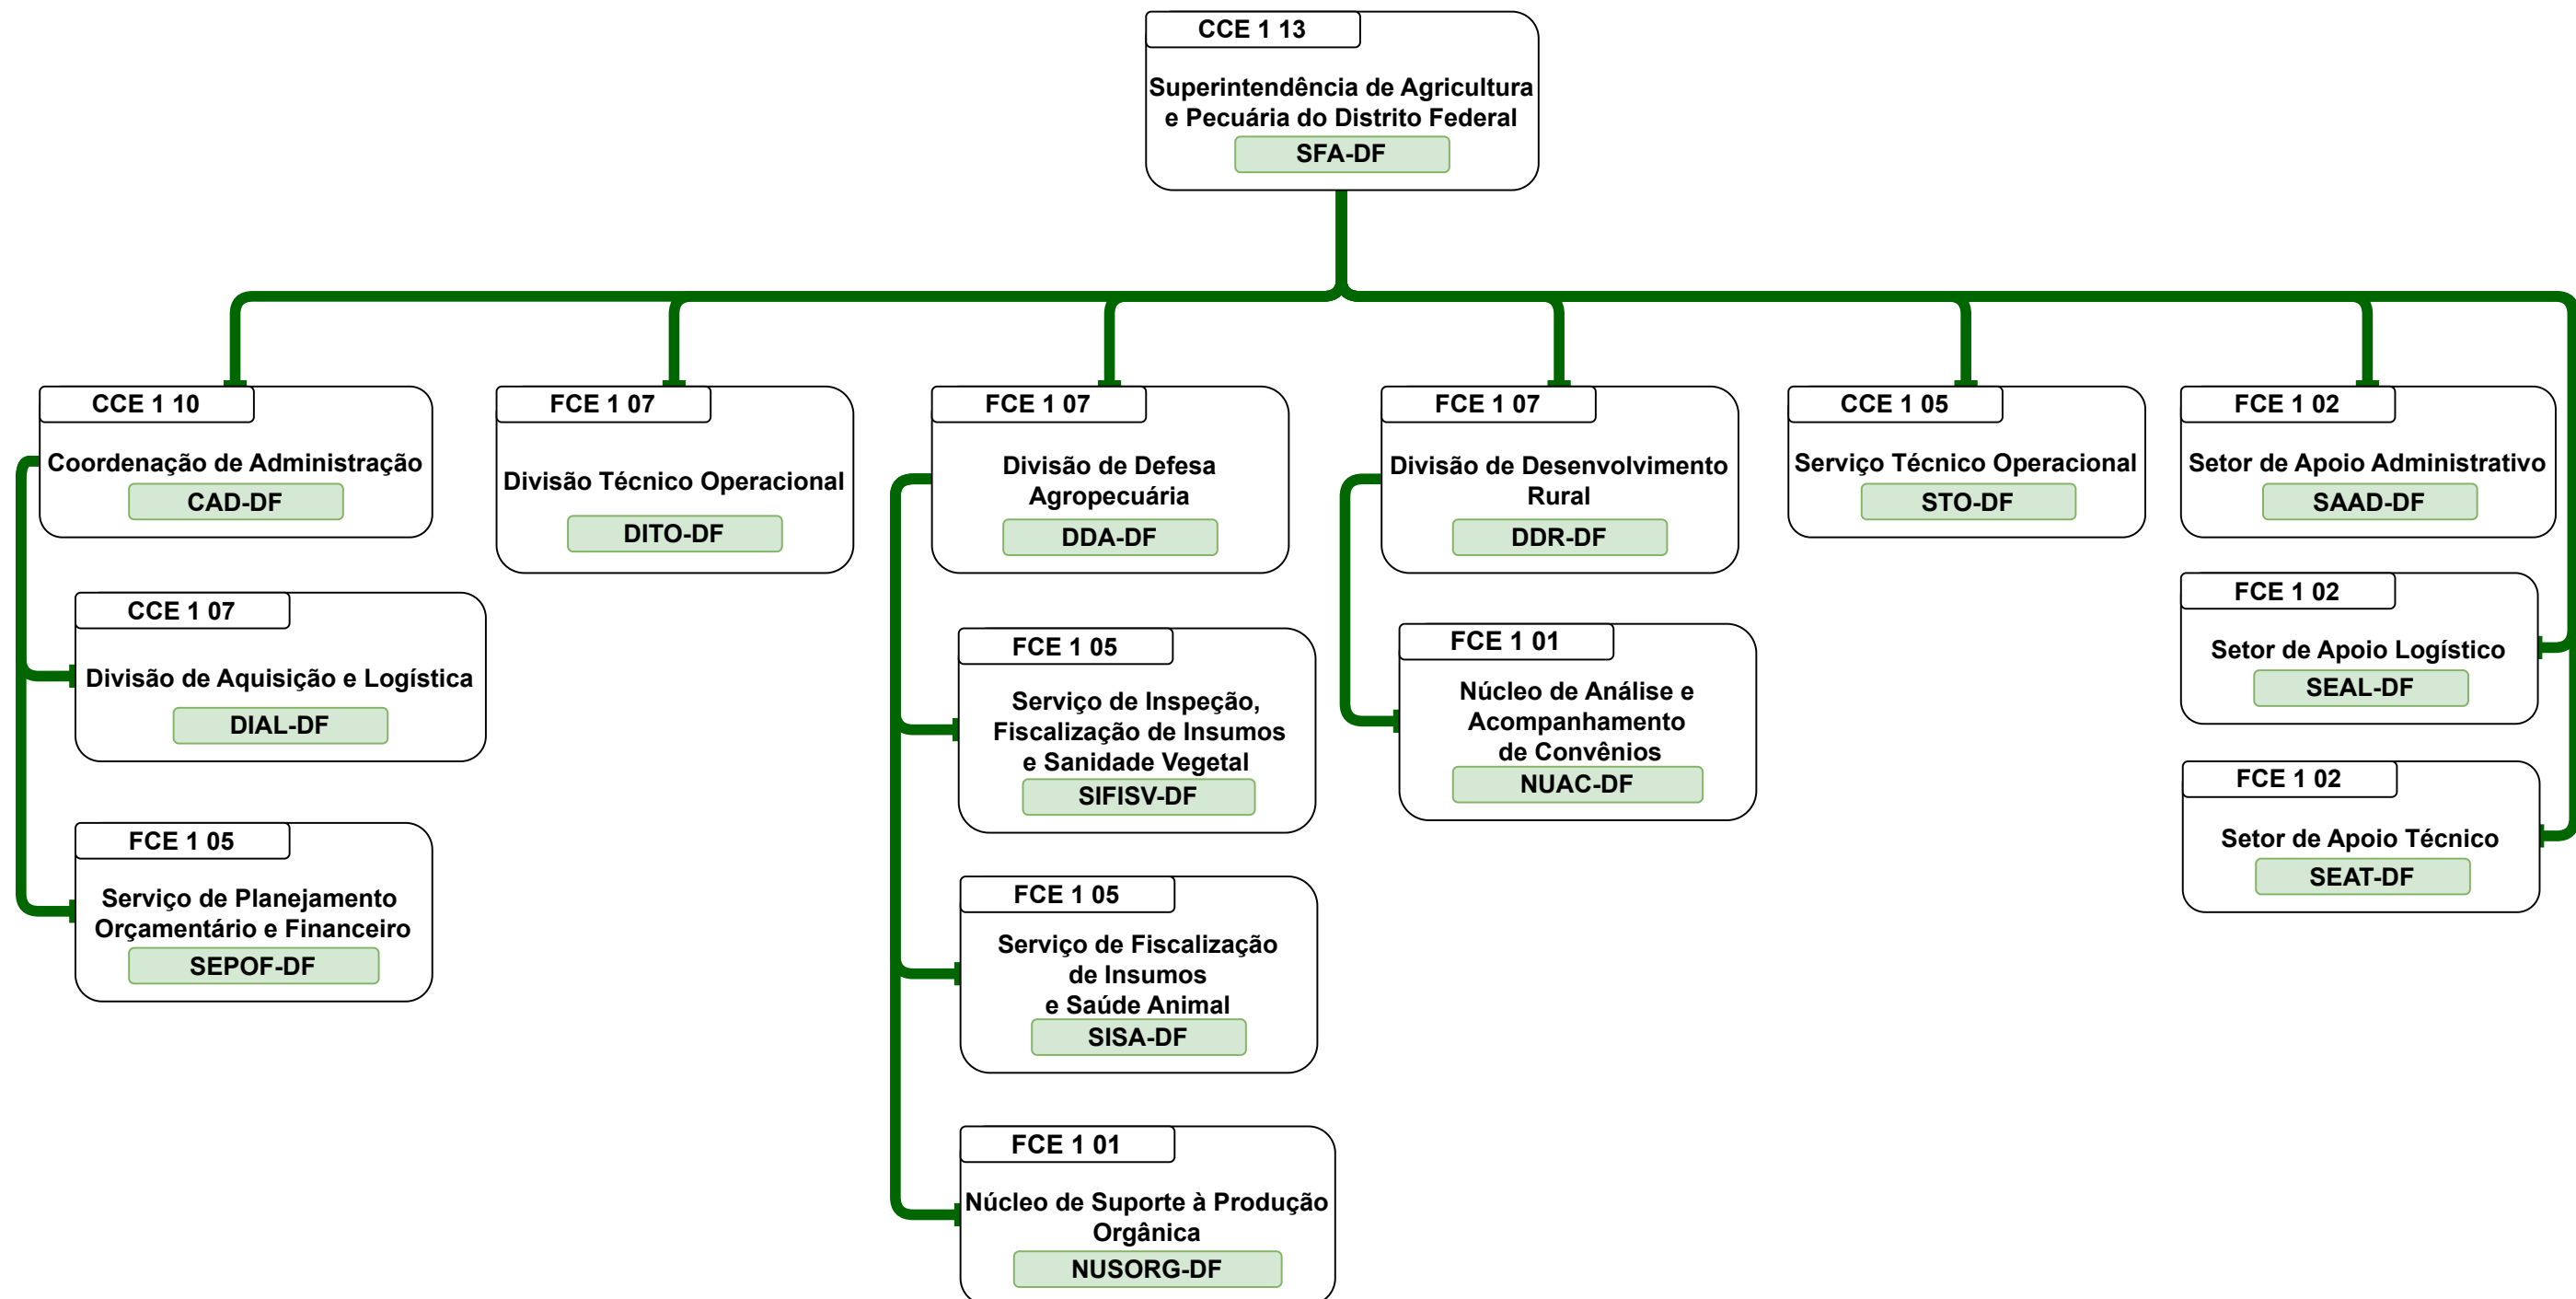 CCE 1 13
Superintendência de Agricultura
e Pecuária do Distrito Federal
SFA-DF
CCE 1 10
Coordenação de Administração
CAD-DF
CCE 1 07
Divisão de Aquisição e Logística
DIAL-DF
FCE 1 05
Serviço de Planejamento
Orçamentário e Financeiro
SEPOF-DF
FCE 1 07
Divisão Técnico Operacional
DITO-DF
FCE 1 07
Divisão de Defesa
Agropecuária
DDA-DF
FCE 1 05
Serviço de Inspeção,
Fiscalização de Insumos
e Sanidade Vegetal
SIFISV-DF
FCE 1 05
Serviço de Fiscalização
de Insumos
e Saúde Animal
SISA-DF
FCE 1 01
Núcleo de Suporte à Produção
Orgânica
NUSORG-DF
FCE 1 07
Divisão de Desenvolvimento
Rural
DDR-DF
FCE 1 01
Núcleo de Análise e
Acompanhamento
de Convênios
NUAC-DF
CCE 1 05
Serviço Técnico Operacional
STO-DF
FCE 1 02
Setor de Apoio Administrativo
SAAD-DF
FCE 1 02
Setor de Apoio Logístico
SEAL-DF
FCE 1 02
Setor de Apoio Técnico
SEAT-DF